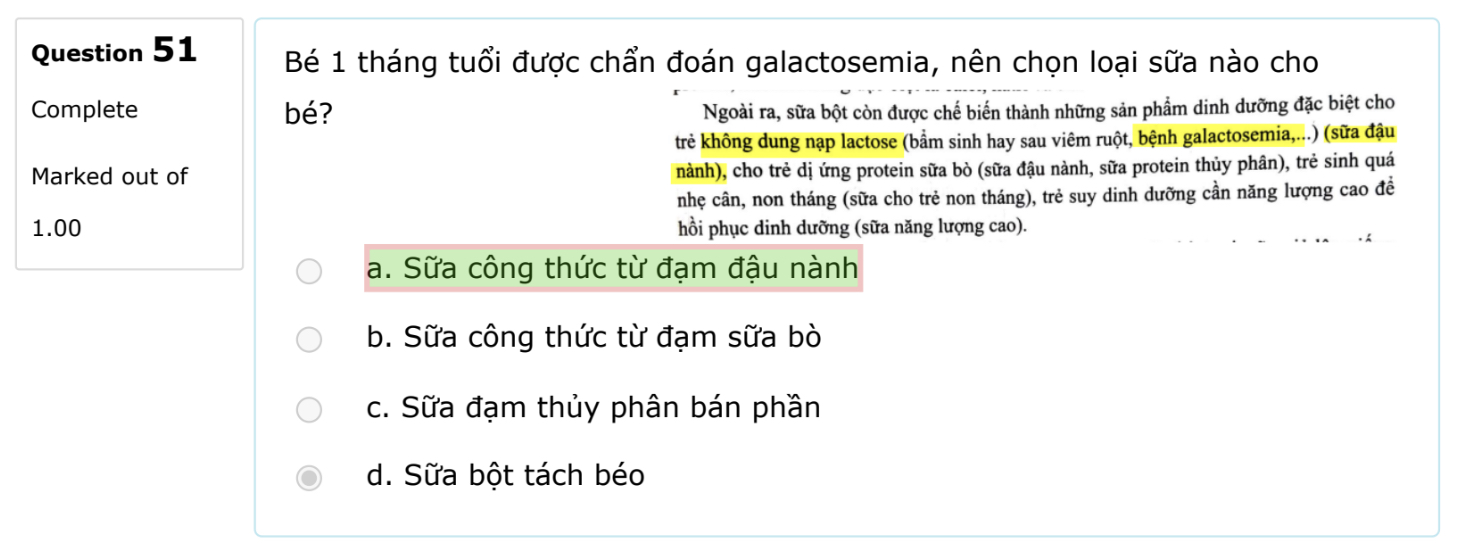 Question 51
Complete
Marked out of
1.00
Bé 1 tháng tuổi được chẩn đoán galactosemia, nên chọn loại sữa nào cho
bé?
Ngoài ra, sữa bột còn được chế biến thành những sản phẩm dinh dưỡng đặc biệt cho
trẻ không dung nạp lactose (bẩm sinh hay sau viêm ruột, bệnh galactosemia,...) (sữa đậu
nành), cho trẻ dị ứng protein sữa bò (sữa đậu nành, sữa protein thủy phân), trẻ sinh quá
nhẹ cân, non tháng (sữa cho trẻ non tháng), trẻ suy dinh dưỡng cần năng lượng cao để
hồi phục dinh dưỡng (sữa năng lượng cao).
a. Sữa công thức từ đạm đậu nành
b. Sữa công thức từ đạm sữa bò
c. Sữa đạm thủy phân bán phần
d. Sữa bột tách béo